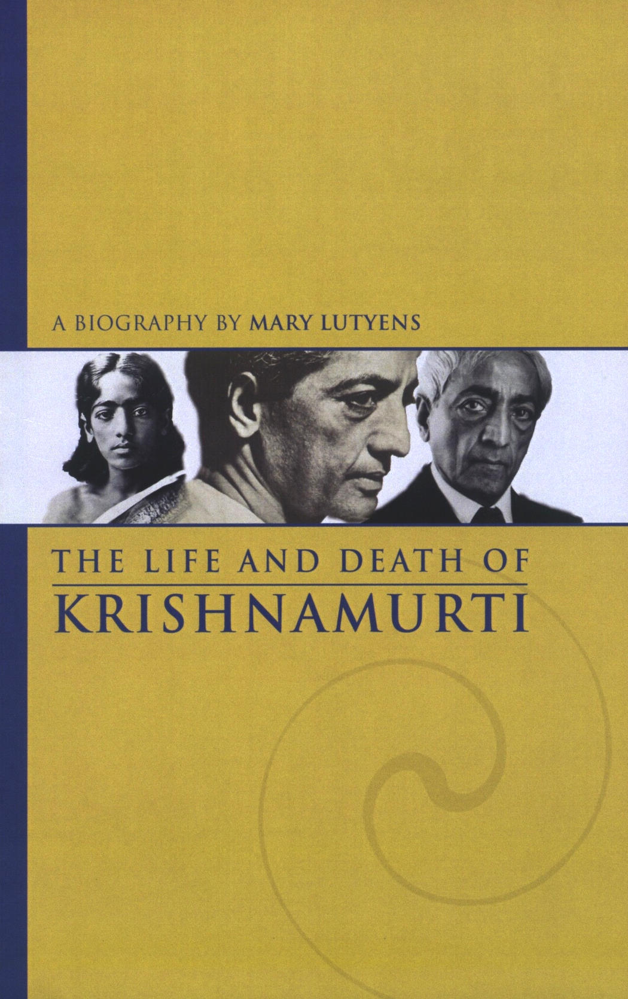 A BIOGRAPHY BY MARY LUTYENS
THE LIFE AND DEATH OF
KRISHNAMURTI